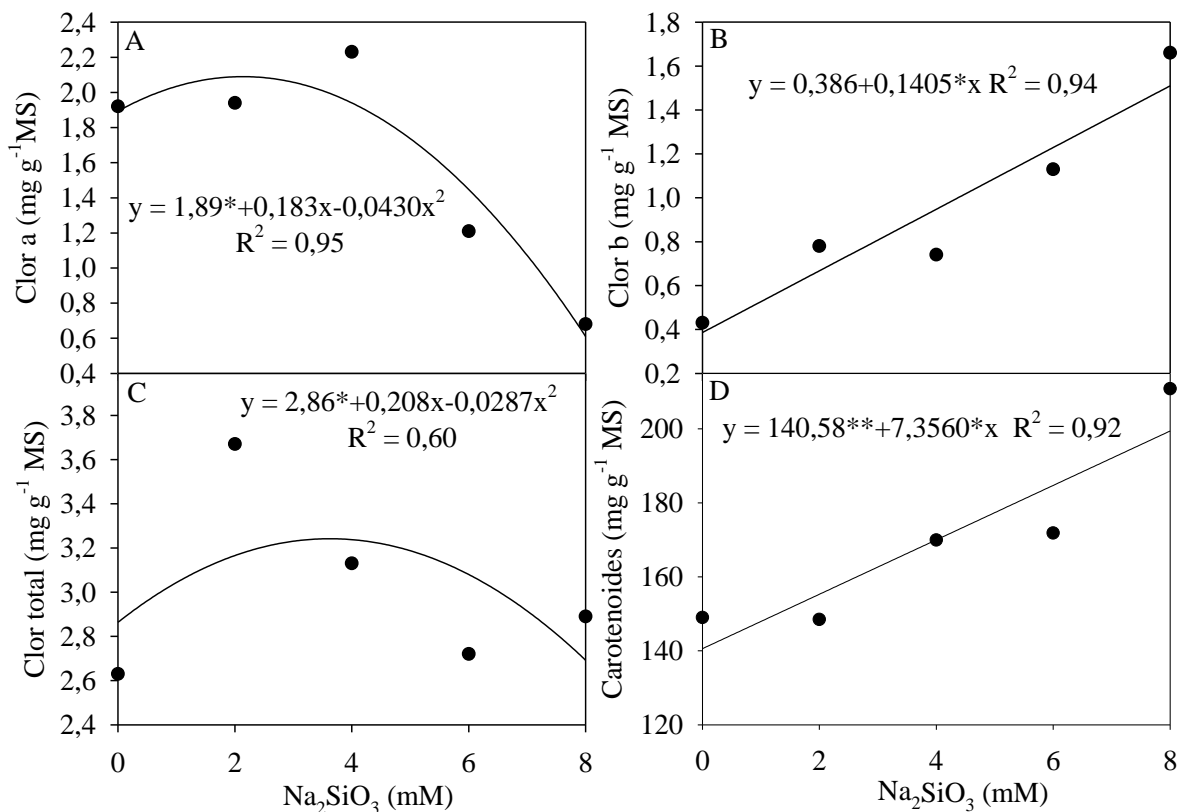 A
2,4
2,2
2,0
1,8
1,6
1,4
1,2
1,0
0,8
0,6
0,4
Clor a (mg g⁻¹MS)
y = 1,89*+0,183x-0,0430x²
R² = 0,95
B
1,8
1,6
1,4
1,2
1,0
0,8
0,6
0,4
0,2
Clor b (mg g⁻¹ MS)
y = 0,386+0,1405*x R² = 0,94
C
3,8
3,6
3,4
3,2
3,0
2,8
2,6
2,4
Clor total (mg g⁻¹ MS)
y = 2,86*+0,208x-0,0287x²
R² = 0,60
0 2 4 6 8
Na₂SiO₃ (mM)
D
200
180
160
140
120
Carotenoides (mg g⁻¹ MS)
y = 140,58**+7,3560*x R² = 0,92
0 2 4 6 8
Na₂SiO₃ (mM)